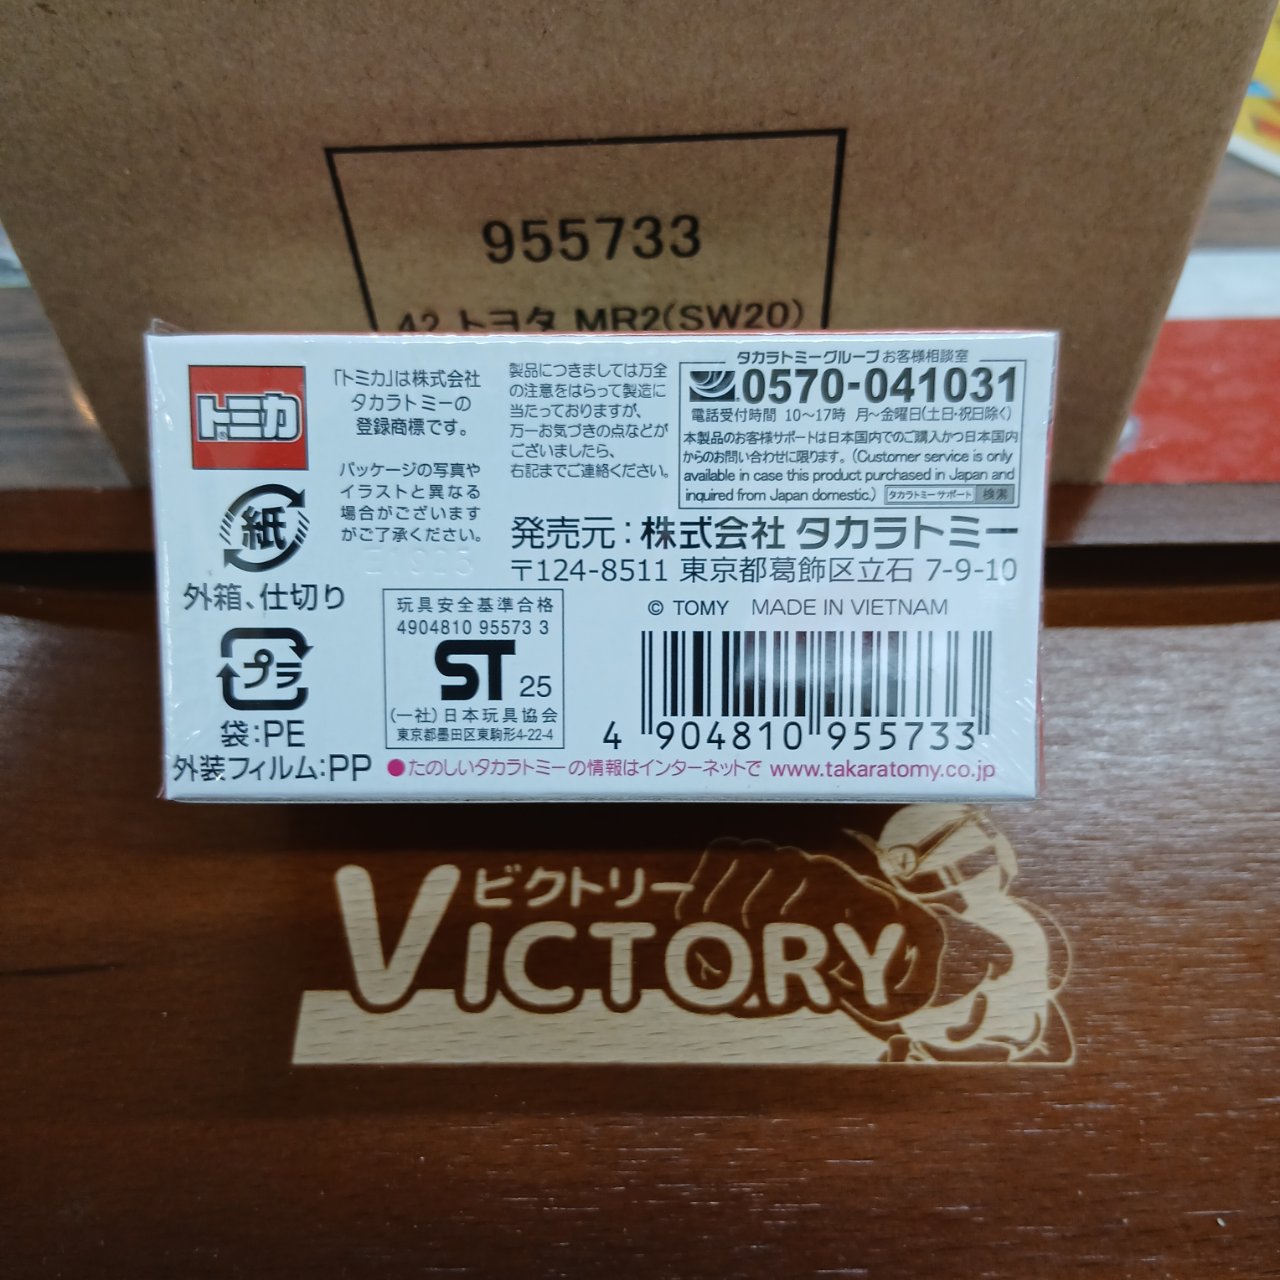 955733
42 トヨタ MR2(SW20)
トミカ
「トミカ」は株式会社
タカラトミーの
登録商標です。
パッケージの写真や
イラストと異なる
場合がございます
がご了承ください。
紙
外箱、仕切り
プラ
袋:PE
外装フィルム:PP
製品につきましては万全
の注意をはらって製造に
当たっておりますが、
万一お気づきの点などが
ございましたら、
右記までご連絡ください。
タカラトミーグループ お客様相談室
0570-041031
電話受付時間 10〜17時 月〜金曜日(土日・祝日除く)
本製品のお客様サポートは日本国内でのご購入かつ日本国内
からのお問い合わせに限ります。(Customer service is only
available in case this product purchased in Japan and
inquired from Japan domestic.) タカラトミーサポート 検索
発売元:株式会社 タカラトミー
〒124-8511 東京都葛飾区立石 7-9-10
© TOMY MADE IN VIETNAM
玩具安全基準合格
4904810 95573 3
ST 25
(一社)日本玩具協会
東京都墨田区東駒形4-22-4
4 904810 955733
●たのしいタカラトミーの情報はインターネットで www.takaratomy.co.jp
ビクトリー
VICTORY